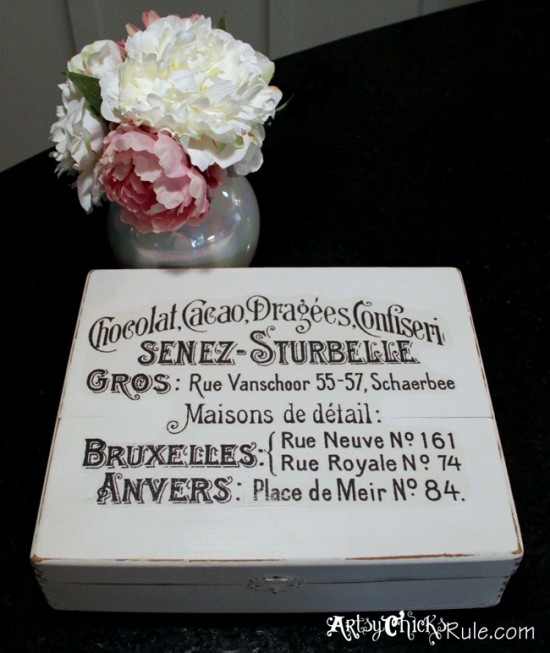 Chocolat, Cacao, Dragées, Confiseri
SENEZ-STURBELLE
GROS: Rue Vanschoor 55-57, Schaerbee
Maisons de détail:
BRUXELLES: { Rue Neuve Nº 161
Rue Royale Nº 74
ANVERS: Place de Meir Nº 84.
ArtsyChicksRule.com